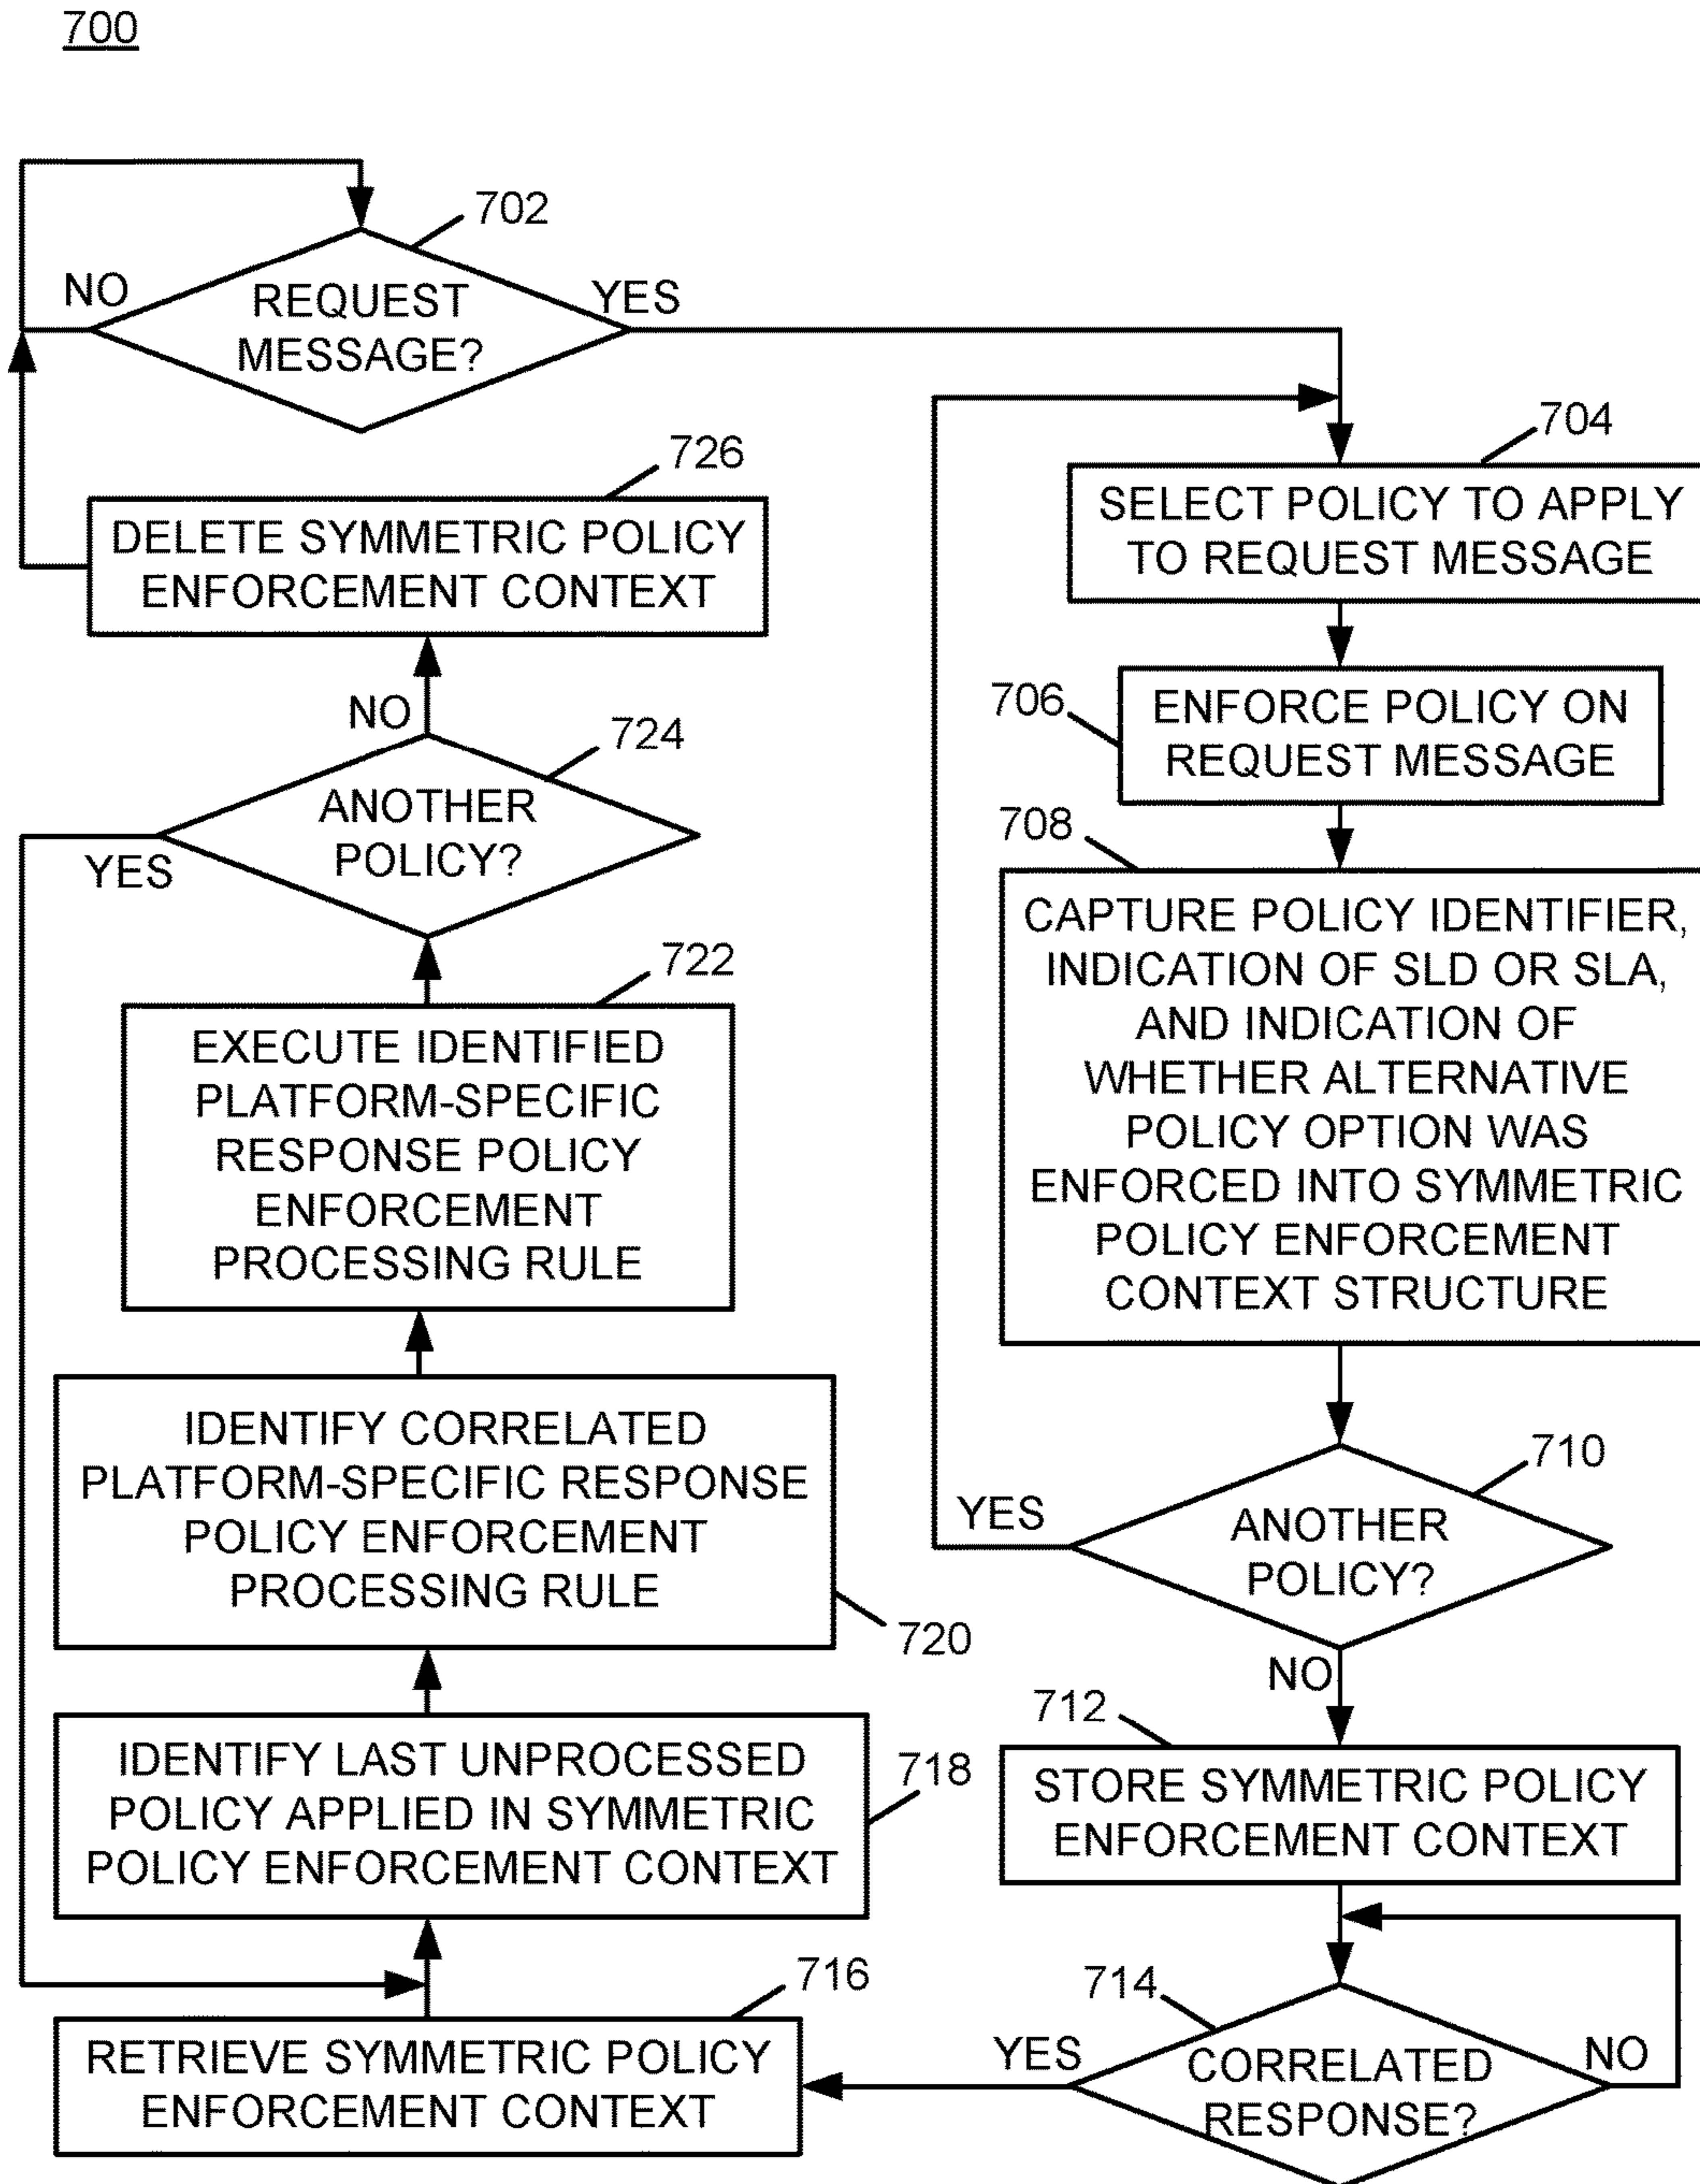 700
702
NO
REQUEST
MESSAGE?
YES
704
SELECT POLICY TO APPLY
TO REQUEST MESSAGE
706
ENFORCE POLICY ON
REQUEST MESSAGE
708
CAPTURE POLICY IDENTIFIER,
INDICATION OF SLD OR SLA,
AND INDICATION OF
WHETHER ALTERNATIVE
POLICY OPTION WAS
ENFORCED INTO SYMMETRIC
POLICY ENFORCEMENT
CONTEXT STRUCTURE
710
YES
ANOTHER
POLICY?
NO
712
STORE SYMMETRIC POLICY
ENFORCEMENT CONTEXT
714
YES
CORRELATED
RESPONSE?
NO
716
RETRIEVE SYMMETRIC POLICY
ENFORCEMENT CONTEXT
718
IDENTIFY LAST UNPROCESSED
POLICY APPLIED IN SYMMETRIC
POLICY ENFORCEMENT CONTEXT
720
IDENTIFY CORRELATED
PLATFORM-SPECIFIC RESPONSE
POLICY ENFORCEMENT
PROCESSING RULE
722
EXECUTE IDENTIFIED
PLATFORM-SPECIFIC
RESPONSE POLICY
ENFORCEMENT
PROCESSING RULE
724
ANOTHER
POLICY?
YES
NO
726
DELETE SYMMETRIC POLICY
ENFORCEMENT CONTEXT